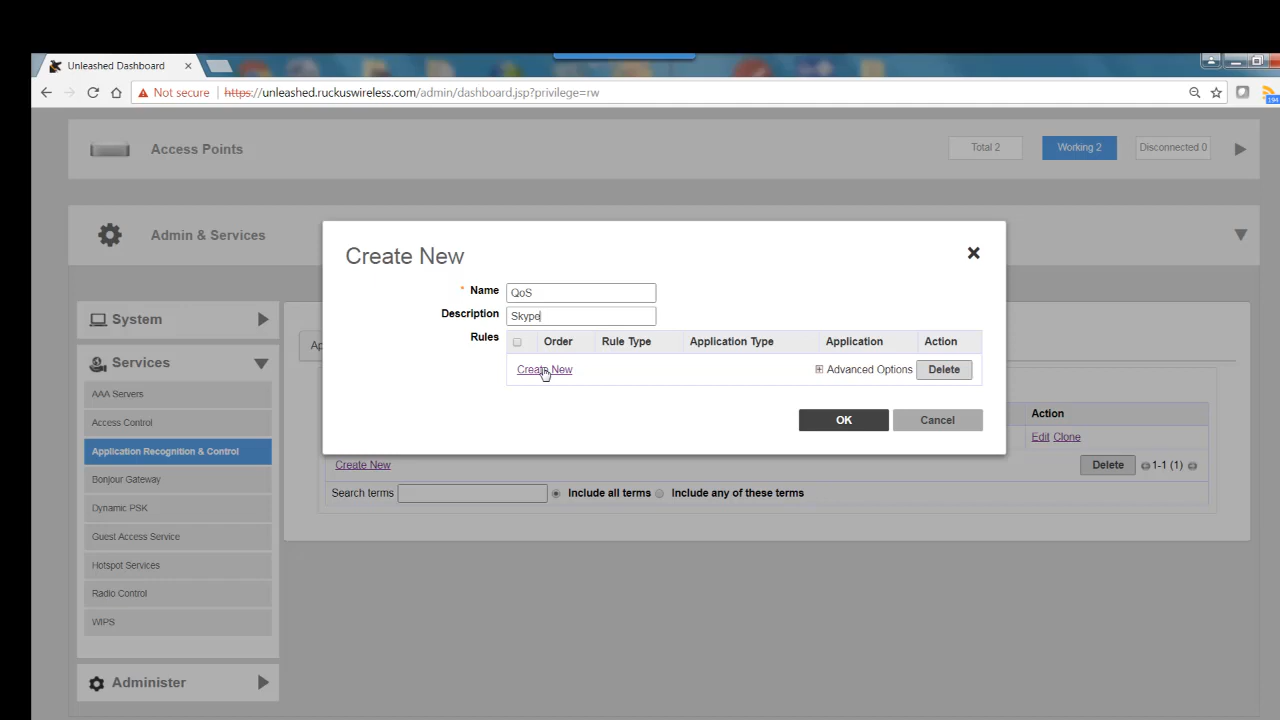 Unleashed Dashboard
Not secure https://unleashed.ruckuswireless.com/admin/dashboard.jsp?privilege=rw
194
Access Points
Total 2
Working 2
Disconnected 0
Admin & Services
System
Services
AAA Servers
Access Control
Application Recognition & Control
Bonjour Gateway
Dynamic PSK
Guest Access Service
Hotspot Services
Radio Control
WIPS
Administer
Ap
Create New
* Name QoS
Description Skype
Rules
Order Rule Type Application Type Application Action
Create New Advanced Options Delete
OK Cancel
Action
Edit Clone
Create New Delete 1-1 (1)
Search terms Include all terms Include any of these terms